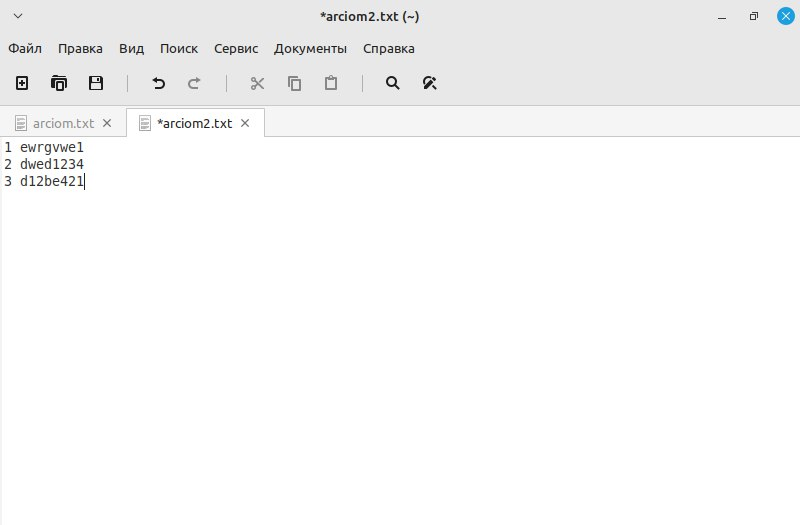 *arciom2.txt (~)
Файл Правка Вид Поиск Сервис Документы Справка
arciom.txt *arciom2.txt
1 ewrgvwe1
2 dwed1234
3 d12be421